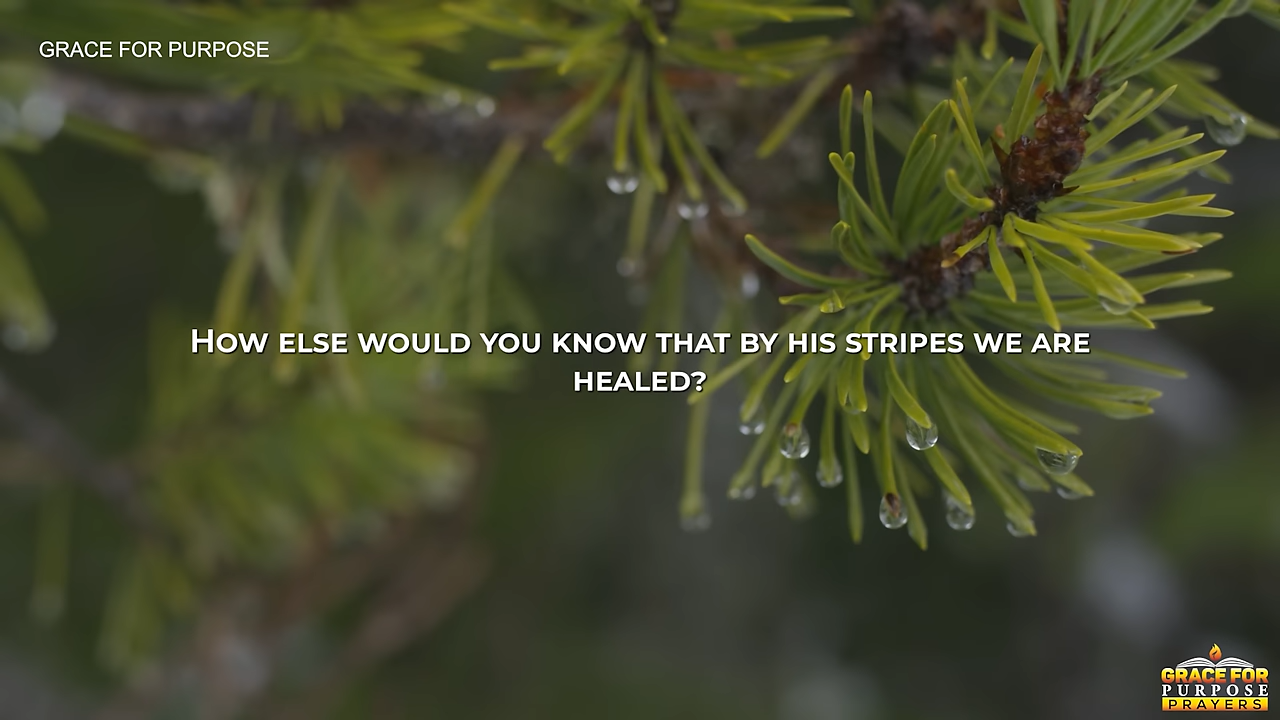 GRACE FOR PURPOSE
How else would you know that by his stripes we are
healed?
GRACE FOR
PURPOSE
PRAYERS